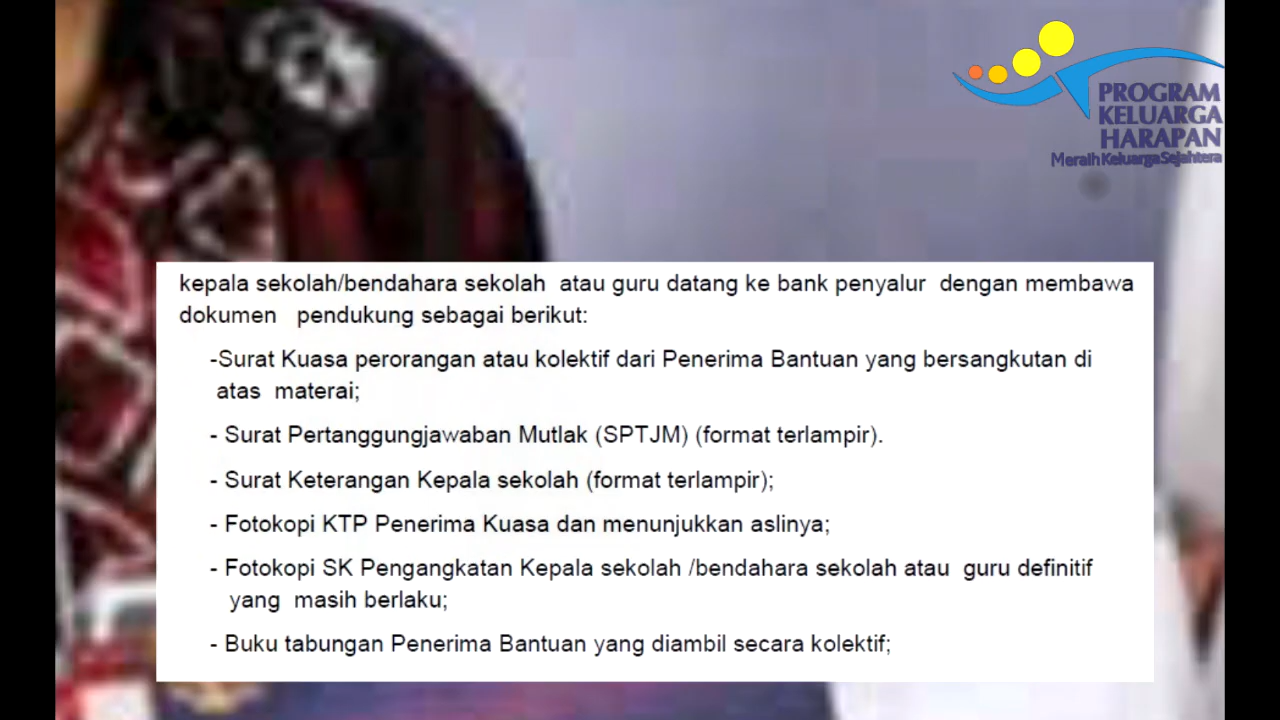 PROGRAM
KELUARGA
HARAPAN
Meraih Keluarga Sejahtera
kepala sekolah/bendahara sekolah atau guru datang ke bank penyalur dengan membawa
dokumen pendukung sebagai berikut:
-Surat Kuasa perorangan atau kolektif dari Penerima Bantuan yang bersangkutan di
atas materai;
- Surat Pertanggungjawaban Mutlak (SPTJM) (format terlampir).
- Surat Keterangan Kepala sekolah (format terlampir);
- Fotokopi KTP Penerima Kuasa dan menunjukkan aslinya;
- Fotokopi SK Pengangkatan Kepala sekolah /bendahara sekolah atau guru definitif
yang masih berlaku;
- Buku tabungan Penerima Bantuan yang diambil secara kolektif;